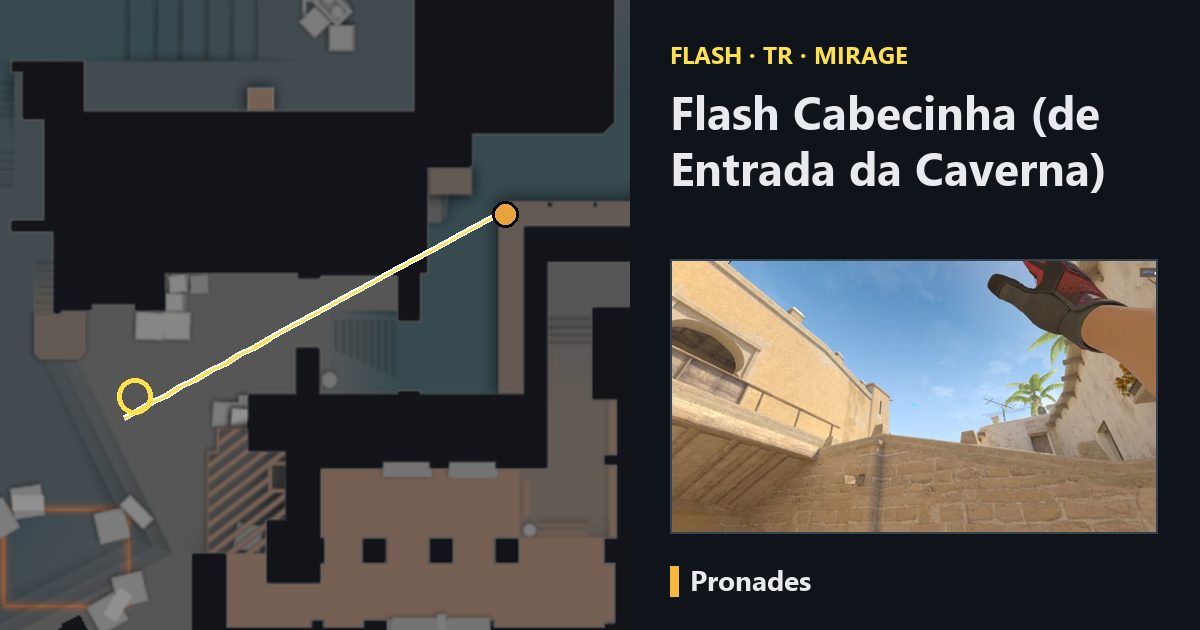 FLASH · TR · MIRAGE
Flash Cabecinha (de
Entrada da Caverna)
Pronades